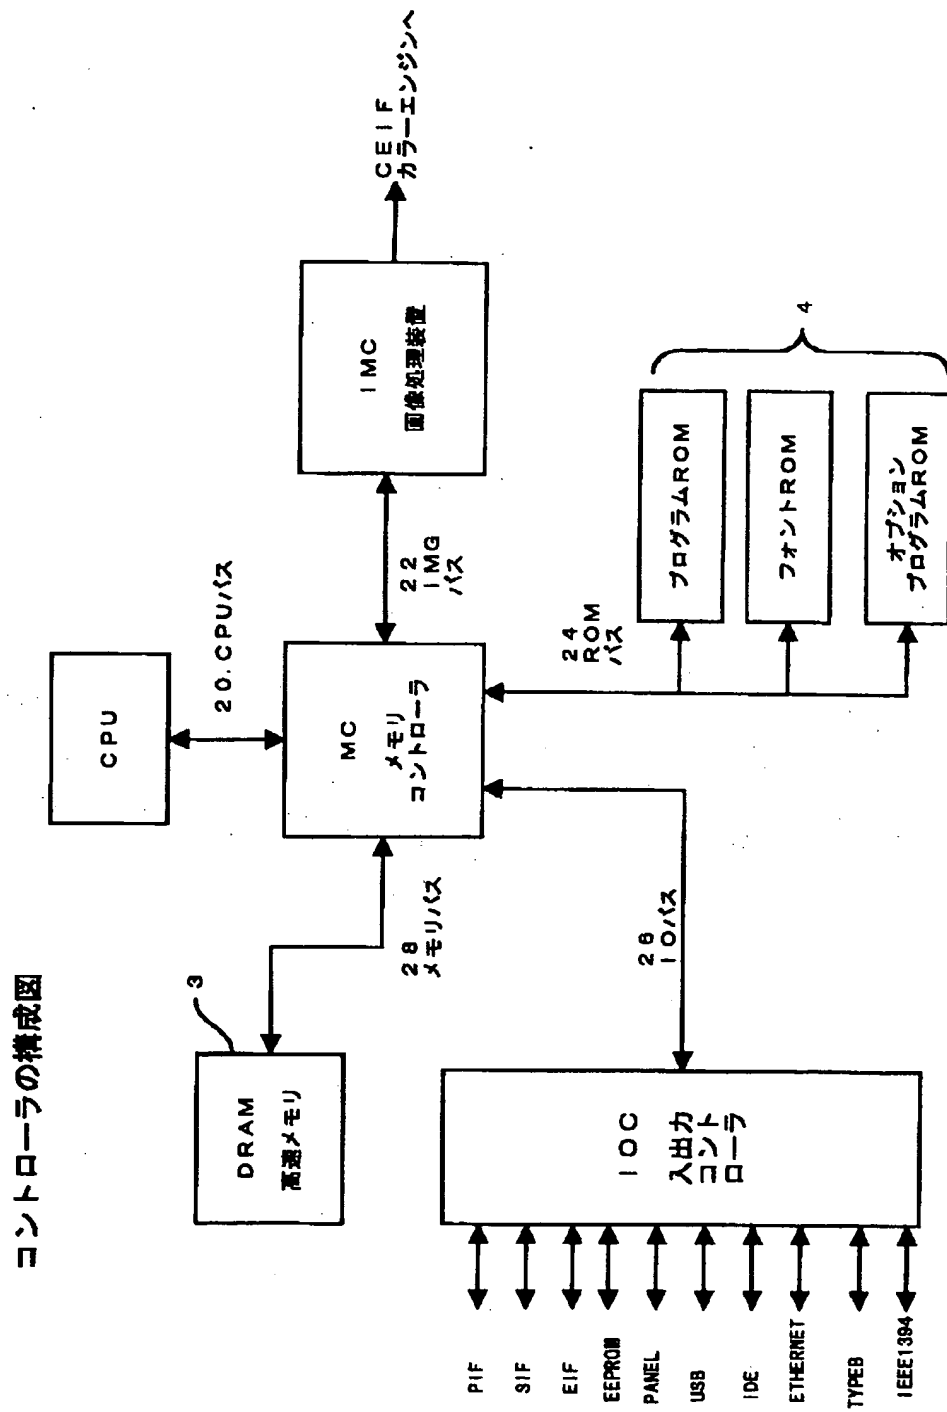 コントローラの構成図
CPU
20.CPUバス
DRAM
高速メモリ
3
28
メモリバス
MC
メモリ
コントローラ
22
IMG
バス
IMC
画像処理装置
CEIIF
カラーエンジンへ
24
ROM
バス
プログラムROM
フォントROM
オプション
プログラムROM
4
26
IOバス
IOC
入出力
コント
ローラ
PIF
SIF
EIF
EEPROM
PANEL
USB
IDE
ETHERNET
TYPEB
IEEE1394